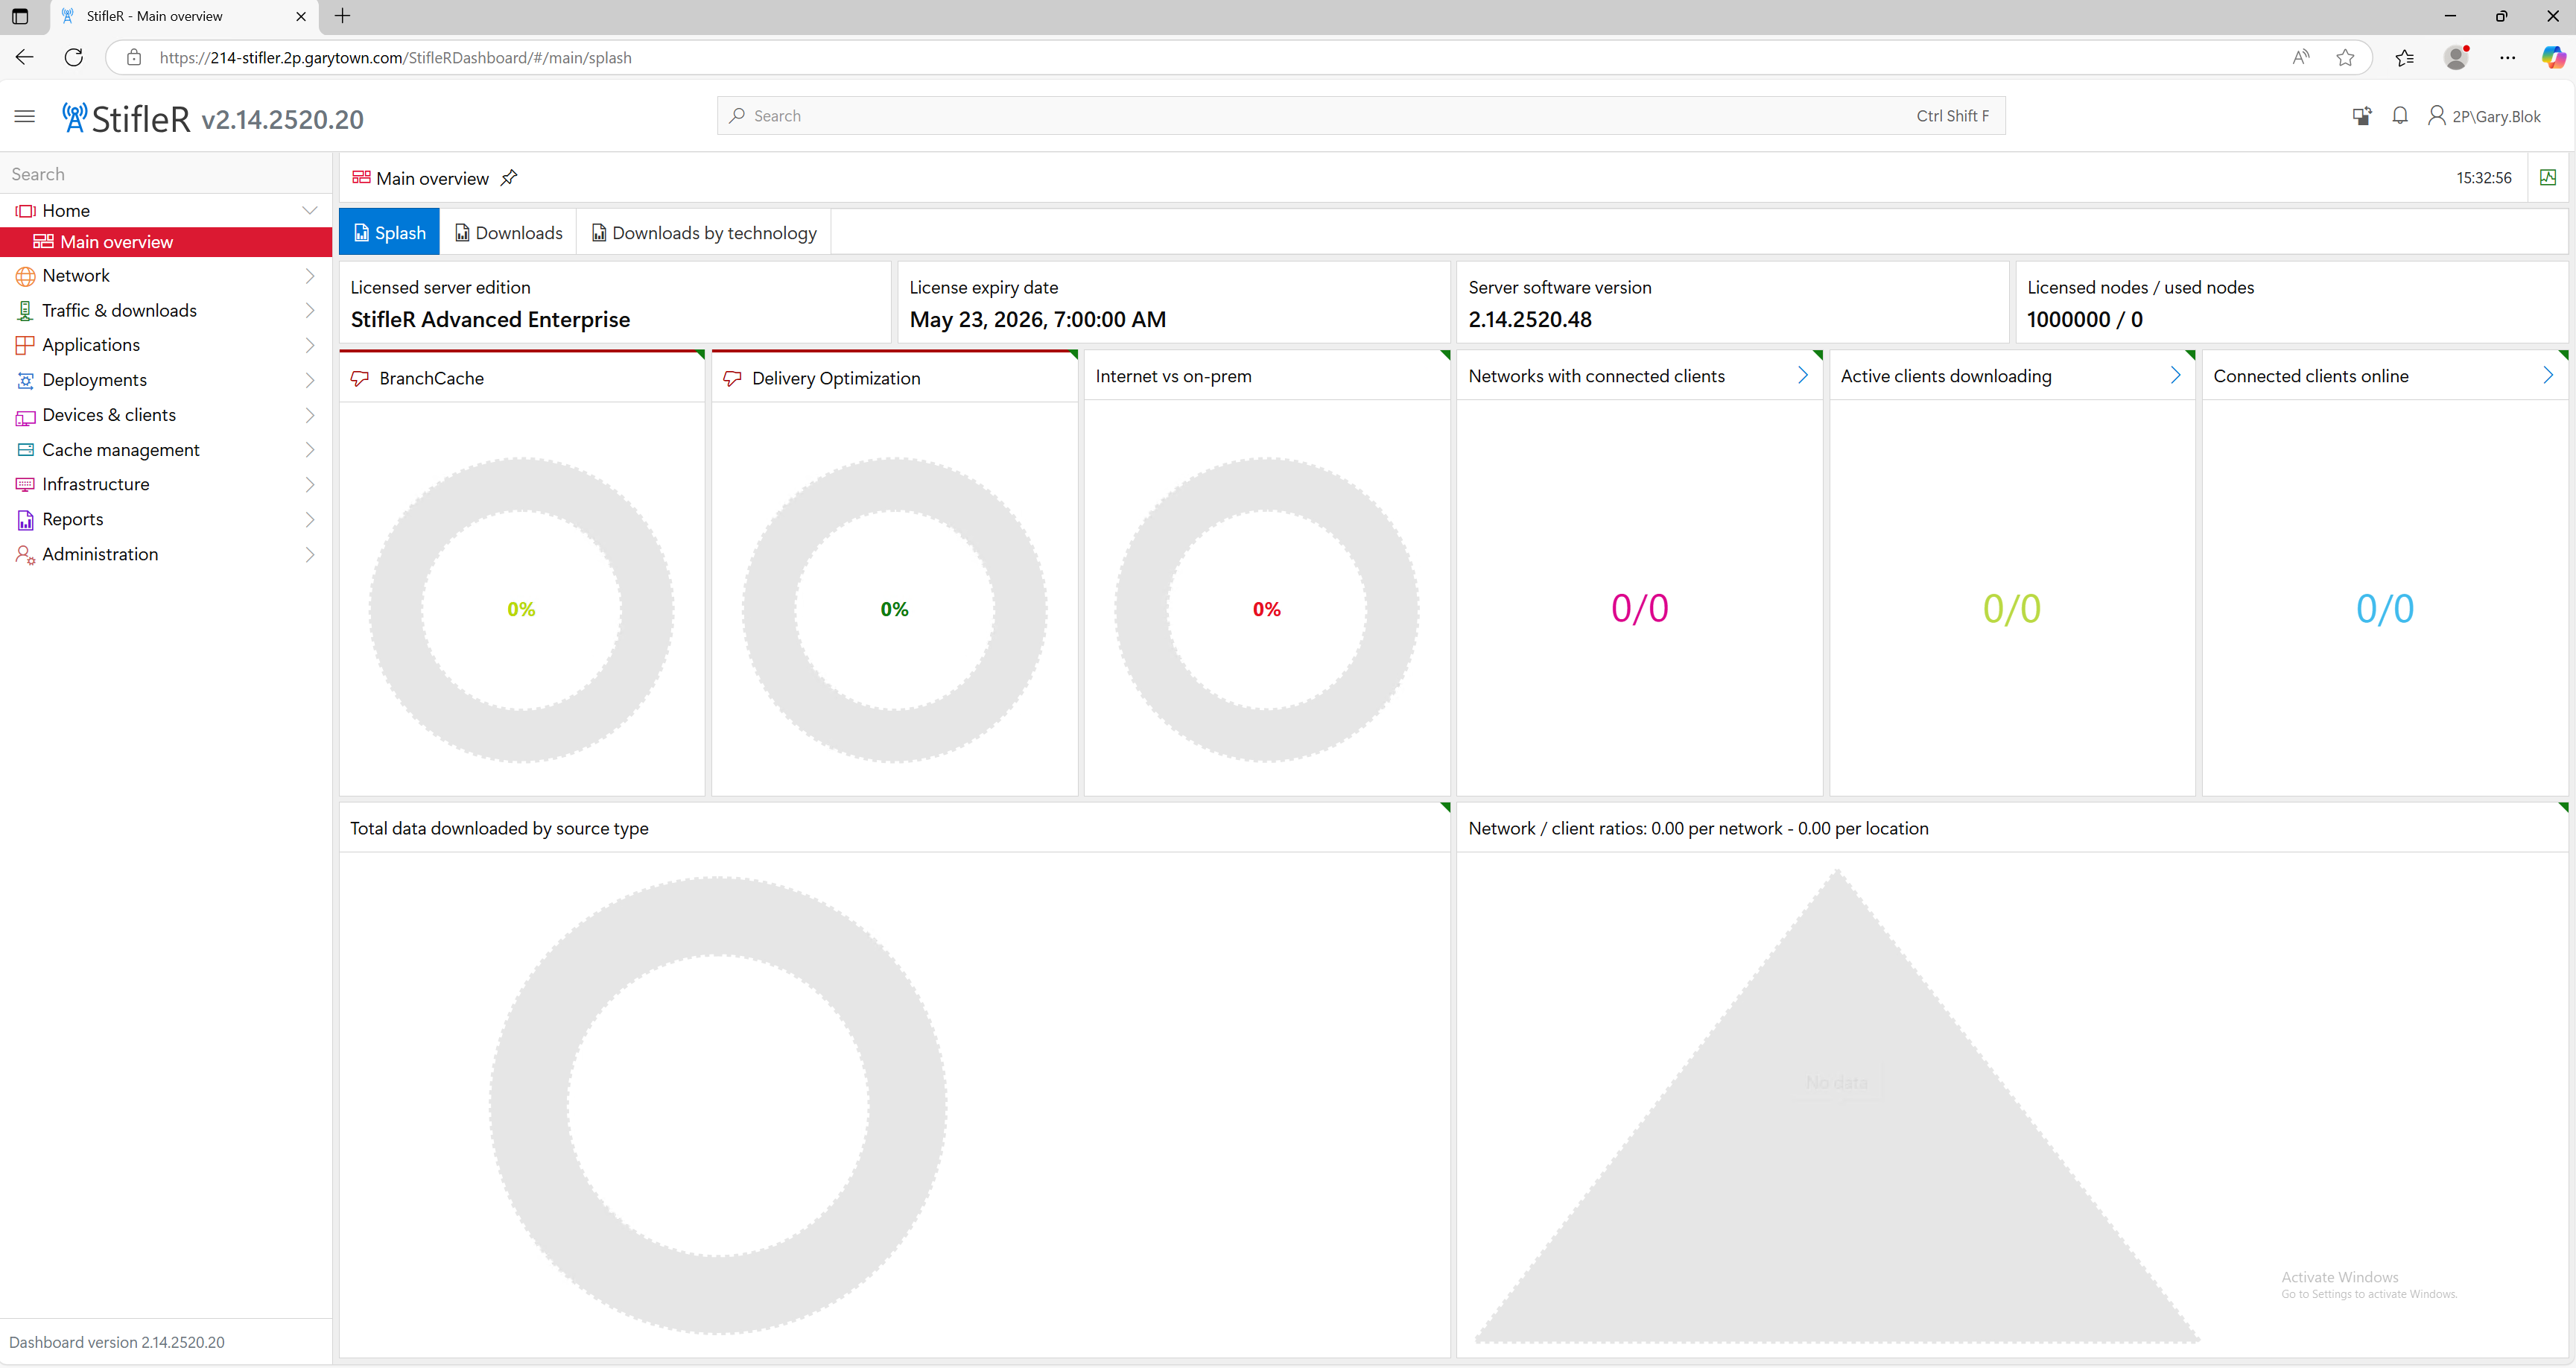 StifleR - Main overview
https://214-stifler.2p.garytown.com/StifleRDashboard/#/main/splash
StifleR v2.14.2520.20
Search
Ctrl Shift F
2P\Gary.Blok
Search
Home
Main overview
Network
Traffic & downloads
Applications
Deployments
Devices & clients
Cache management
Infrastructure
Reports
Administration
Dashboard version 2.14.2520.20
Main overview
15:32:56
Splash
Downloads
Downloads by technology
Licensed server edition
StifleR Advanced Enterprise
License expiry date
May 23, 2026, 7:00:00 AM
Server software version
2.14.2520.48
Licensed nodes / used nodes
1000000 / 0
BranchCache
0%
Delivery Optimization
0%
Internet vs on-prem
0%
Networks with connected clients
0/0
Active clients downloading
0/0
Connected clients online
0/0
Total data downloaded by source type
Network / client ratios: 0.00 per network - 0.00 per location
No data
Activate Windows
Go to Settings to activate Windows.